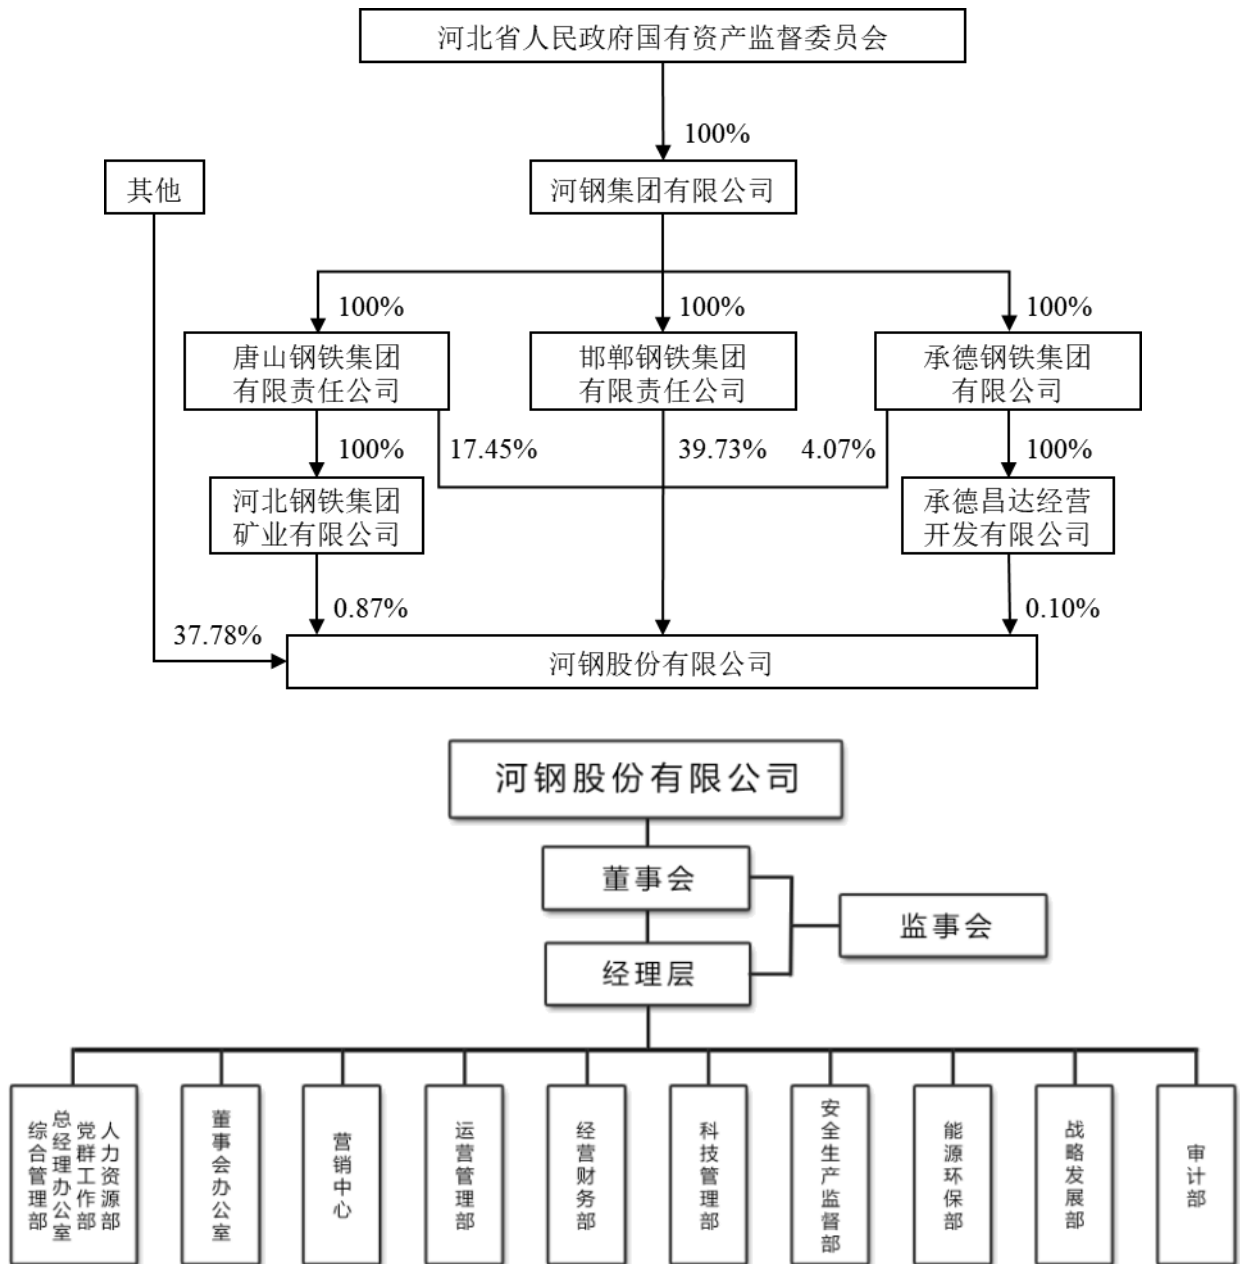 河北省人民政府国有资产监督委员会
100%
其他
河钢集团有限公司
100%
100%
100%
唐山钢铁集团
有限责任公司
邯郸钢铁集团
有限责任公司
承德钢铁集团
有限公司
100%
17.45%
39.73%
4.07%
100%
河北钢铁集团
矿业有限公司
承德昌达经营
开发有限公司
0.87%
0.10%
37.78%
河钢股份有限公司
河钢股份有限公司
董事会
监事会
经理层
综合管理部
总经理办公室
党群工作部
人力资源部
董事会办公室
营销中心
运营管理部
经营财务部
科技管理部
安全生产监督部
能源环保部
战略发展部
审计部